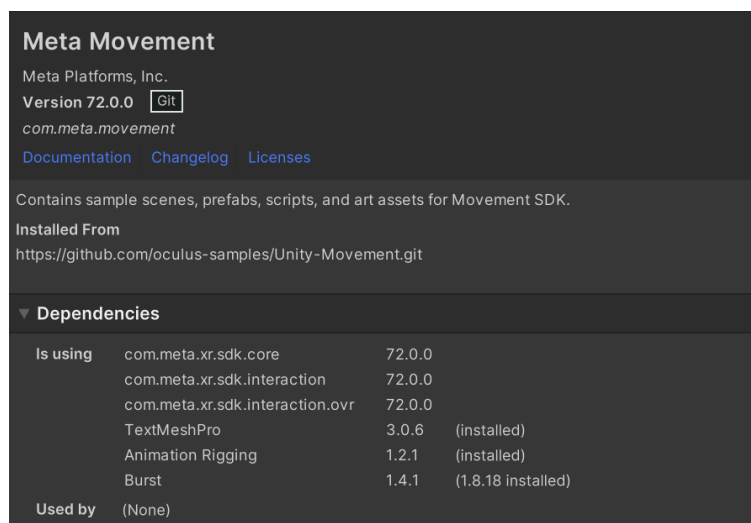 Meta Movement
Meta Platforms, Inc.
Version 72.0.0 Git
com.meta.movement
Documentation Changelog Licenses
Contains sample scenes, prefabs, scripts, and art assets for Movement SDK.
Installed From
https://github.com/oculus-samples/Unity-Movement.git
Dependencies
Is using com.meta.xr.sdk.core 72.0.0
com.meta.xr.sdk.interaction 72.0.0
com.meta.xr.sdk.interaction.ovr 72.0.0
TextMeshPro 3.0.6 (installed)
Animation Rigging 1.2.1 (installed)
Burst 1.4.1 (1.8.18 installed)
Used by (None)